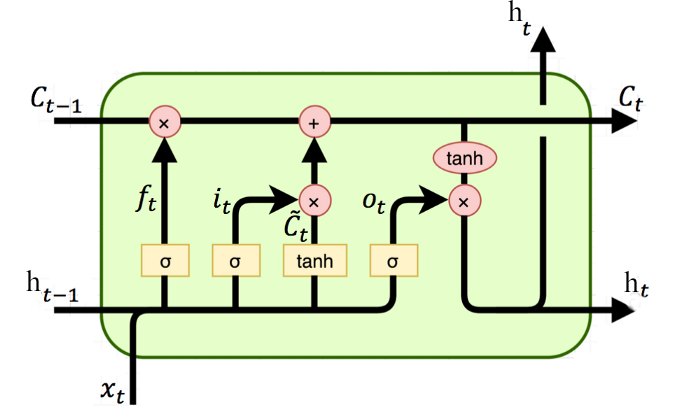 h_t
C_{t-1}
C_t
×
+
tanh
f_t
i_t
×
o_t
×
C̃_t
σ
σ
tanh
σ
h_{t-1}
h_t
x_t